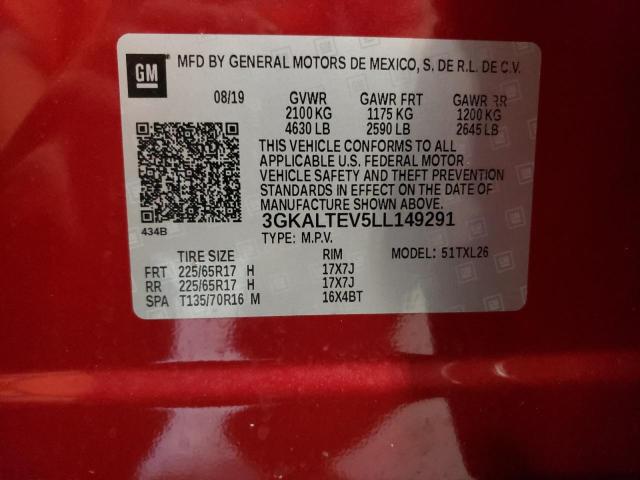 GM MFD BY GENERAL MOTORS DE MEXICO, S. DE R.L. DE C.V.
08/19 GVWR GAWR FRT GAWR RR
2100 KG 1175 KG 1200 KG
4630 LB 2590 LB 2645 LB
THIS VEHICLE CONFORMS TO ALL
APPLICABLE U.S. FEDERAL MOTOR
VEHICLE SAFETY AND THEFT PREVENTION
STANDARDS IN EFFECT ON THE DATE OF
MANUFACTURE SHOWN ABOVE.
434B 3GKALTEV5LL149291
TYPE: M.P.V.
TIRE SIZE RIM MODEL: 51TXL26
FRT 225/65R17 H 17X7J
RR 225/65R17 H 17X7J
SPA T135/70R16 M 16X4BT